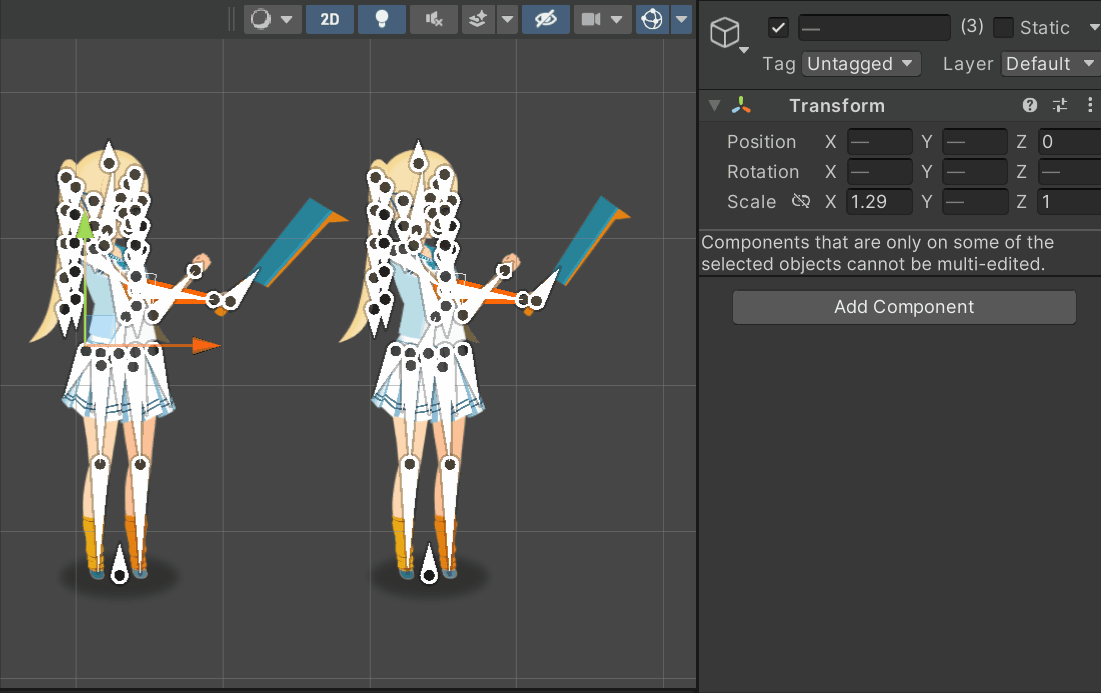 2D
— (3) Static
Tag Untagged Layer Default
Transform
Position X — Y — Z 0
Rotation X — Y — Z —
Scale X 1.29 Y — Z 1
Components that are only on some of the
selected objects cannot be multi-edited.
Add Component